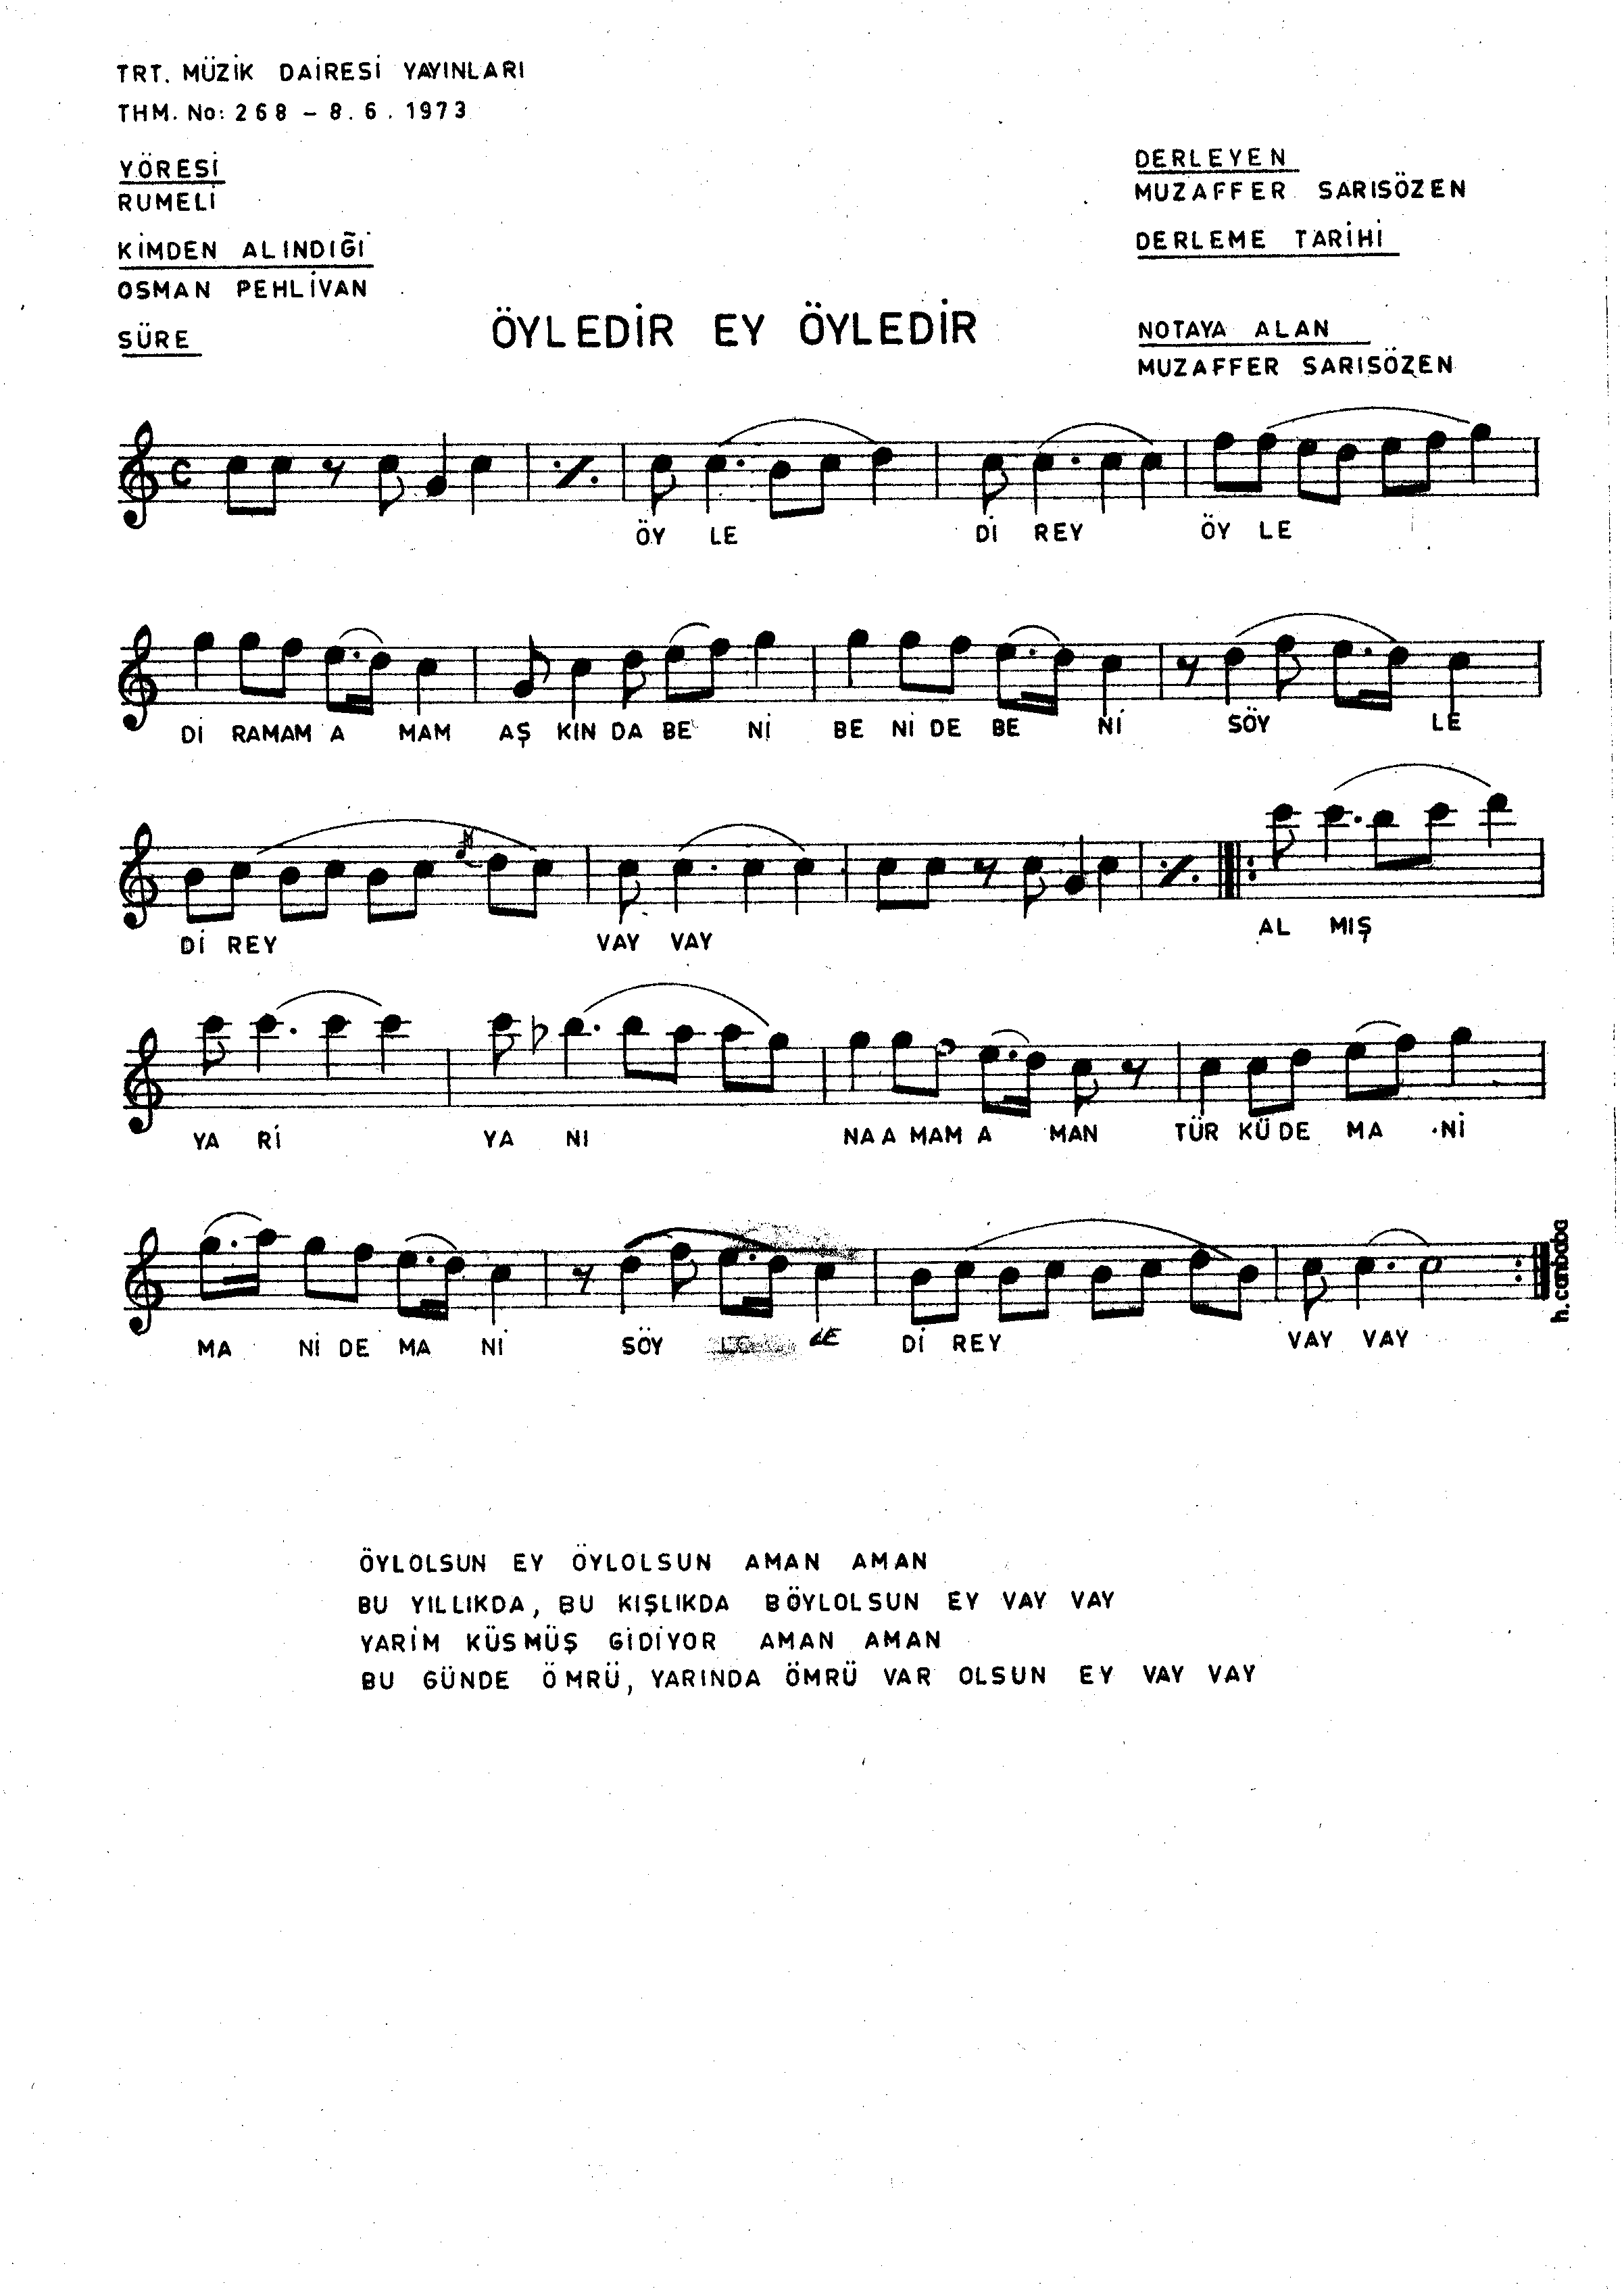 TRT. MÜZİK DAİRESİ YAYINLARI
THM. No: 268 – 8.6.1973
YÖRESİ
RUMELİ
KİMDEN ALINDIĞI
OSMAN PEHLİVAN
SÜRE
DERLEYEN
MUZAFFER SARISÖZEN
DERLEME TARİHİ
NOTAYA ALAN
MUZAFFER SARISÖZEN
ÖYLEDİR EY ÖYLEDİR
ÖY LE Dİ REY ÖY LE
Dİ RAMAM A MAM AŞ KIN DA BE Nİ BE Nİ DE BE Nİ SÖY LE
Dİ REY VAY VAY AL MIŞ
YA Rİ YA NI NA A MAM A MAN TÜR KÜ DE MA Nİ
MA Nİ DE MA Nİ SÖY LE LE Dİ REY VAY VAY
h.canbaba
ÖYLOLSUN EY ÖYLOLSUN AMAN AMAN
BU YILLIKDA, BU KIŞLIKDA BÖYLOLSUN EY VAY VAY
YARİM KÜSMÜŞ GİDİYOR AMAN AMAN
BU GÜNDE ÖMRÜ, YARINDA ÖMRÜ VAR OLSUN EY VAY VAY